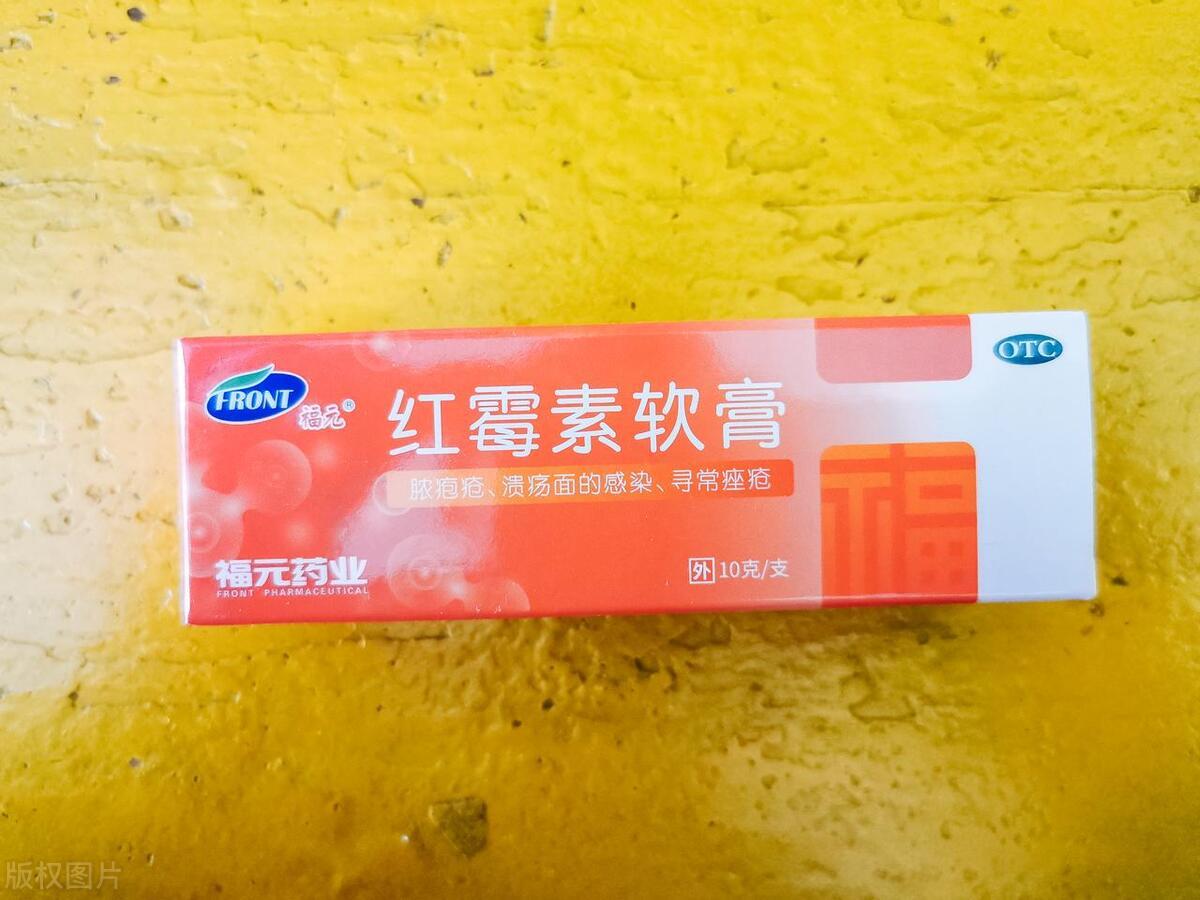 OTC
FRONT
福元®
红霉素软膏
脓疱疮、溃疡面的感染、寻常痤疮
福
福元药业
FRONT PHARMACEUTICAL
外 10克/支
版权图片